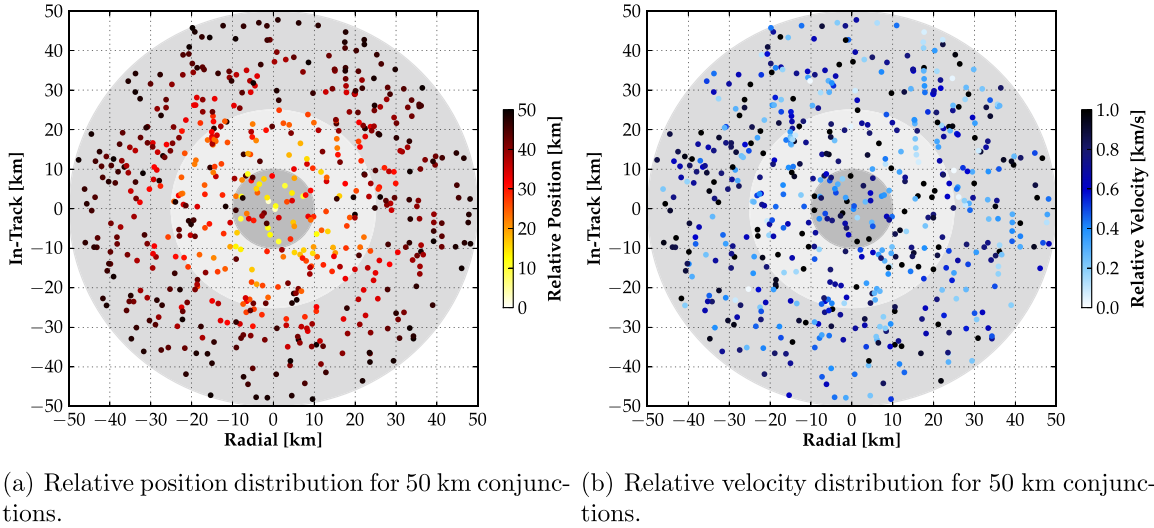 50
40
30
20
10
0
−10
−20
−30
−40
−50
In-Track [km]
−50 −40 −30 −20 −10 0 10 20 30 40 50
Radial [km]
50
40
30
20
10
0
Relative Position [km]
50
40
30
20
10
0
−10
−20
−30
−40
−50
In-Track [km]
−50 −40 −30 −20 −10 0 10 20 30 40 50
Radial [km]
1.0
0.8
0.6
0.4
0.2
0.0
Relative Velocity [km/s]
(a) Relative position distribution for 50 km conjunc-
tions.
(b) Relative velocity distribution for 50 km conjunc-
tions.